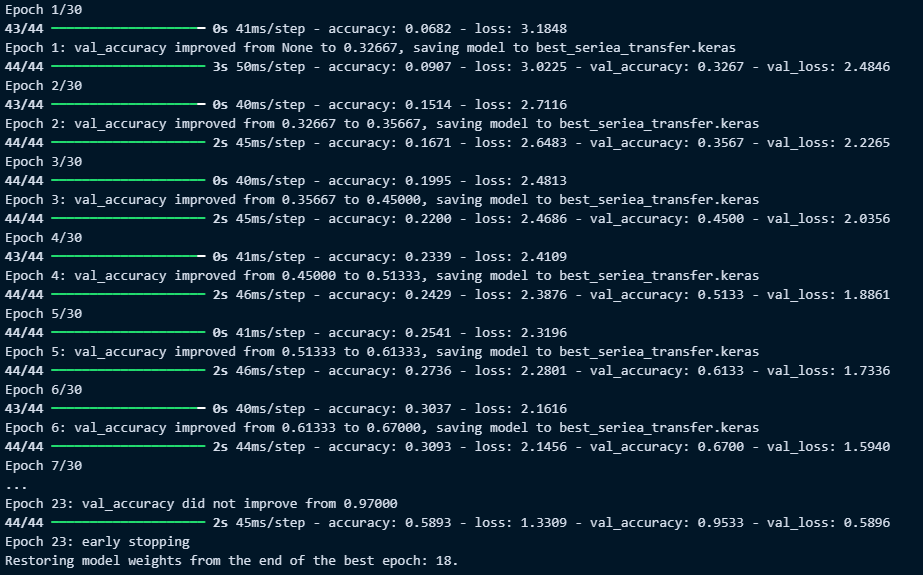 Epoch 1/30
43/44 0s 41ms/step - accuracy: 0.0682 - loss: 3.1848
Epoch 1: val_accuracy improved from None to 0.32667, saving model to best_seriea_transfer.keras
44/44 3s 50ms/step - accuracy: 0.0907 - loss: 3.0225 - val_accuracy: 0.3267 - val_loss: 2.4846
Epoch 2/30
43/44 0s 40ms/step - accuracy: 0.1514 - loss: 2.7116
Epoch 2: val_accuracy improved from 0.32667 to 0.35667, saving model to best_seriea_transfer.keras
44/44 2s 45ms/step - accuracy: 0.1671 - loss: 2.6483 - val_accuracy: 0.3567 - val_loss: 2.2265
Epoch 3/30
44/44 0s 40ms/step - accuracy: 0.1995 - loss: 2.4813
Epoch 3: val_accuracy improved from 0.35667 to 0.45000, saving model to best_seriea_transfer.keras
44/44 2s 45ms/step - accuracy: 0.2200 - loss: 2.4686 - val_accuracy: 0.4500 - val_loss: 2.0356
Epoch 4/30
43/44 0s 41ms/step - accuracy: 0.2339 - loss: 2.4109
Epoch 4: val_accuracy improved from 0.45000 to 0.51333, saving model to best_seriea_transfer.keras
44/44 2s 46ms/step - accuracy: 0.2429 - loss: 2.3876 - val_accuracy: 0.5133 - val_loss: 1.8861
Epoch 5/30
44/44 0s 41ms/step - accuracy: 0.2541 - loss: 2.3196
Epoch 5: val_accuracy improved from 0.51333 to 0.61333, saving model to best_seriea_transfer.keras
44/44 2s 46ms/step - accuracy: 0.2736 - loss: 2.2801 - val_accuracy: 0.6133 - val_loss: 1.7336
Epoch 6/30
43/44 0s 40ms/step - accuracy: 0.3037 - loss: 2.1616
Epoch 6: val_accuracy improved from 0.61333 to 0.67000, saving model to best_seriea_transfer.keras
44/44 2s 44ms/step - accuracy: 0.3093 - loss: 2.1456 - val_accuracy: 0.6700 - val_loss: 1.5940
Epoch 7/30
...
Epoch 23: val_accuracy did not improve from 0.97000
44/44 2s 45ms/step - accuracy: 0.5893 - loss: 1.3309 - val_accuracy: 0.9533 - val_loss: 0.5896
Epoch 23: early stopping
Restoring model weights from the end of the best epoch: 18.